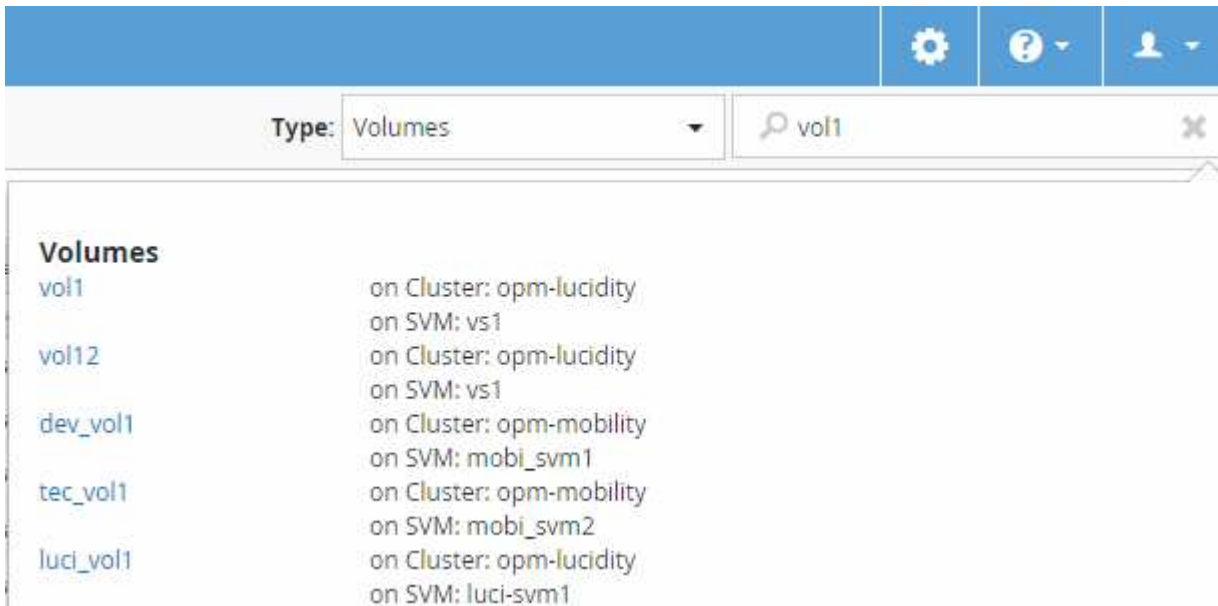 Type: Volumes vol1
Volumes
vol1 on Cluster: opm-lucidity
on SVM: vs1
vol12 on Cluster: opm-lucidity
on SVM: vs1
dev_vol1 on Cluster: opm-mobility
on SVM: mobi_svm1
tec_vol1 on Cluster: opm-mobility
on SVM: mobi_svm2
luci_vol1 on Cluster: opm-lucidity
on SVM: luci-svm1